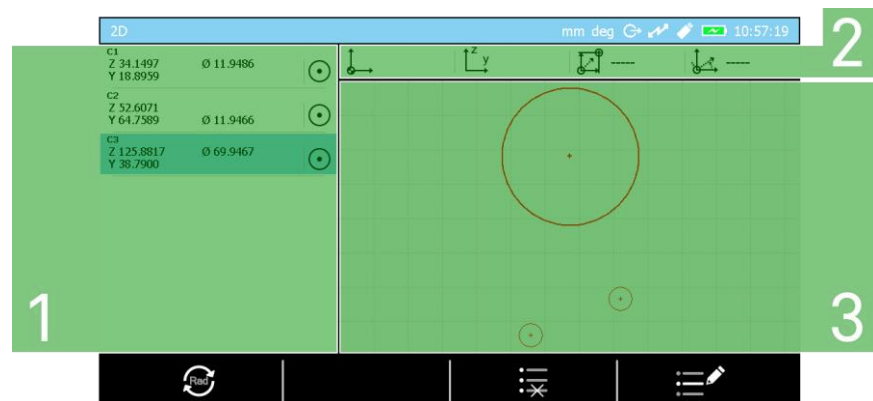 2D mm deg 10:57:19
2
C1
Z 34.1497 Ø 11.9486
Y 18.8959
C2
Z 52.6071
Y 64.7589 Ø 11.9466
C3
Z 125.8817 Ø 69.9467
Y 38.7900
Z
y
-----
-----
1
3
Rad